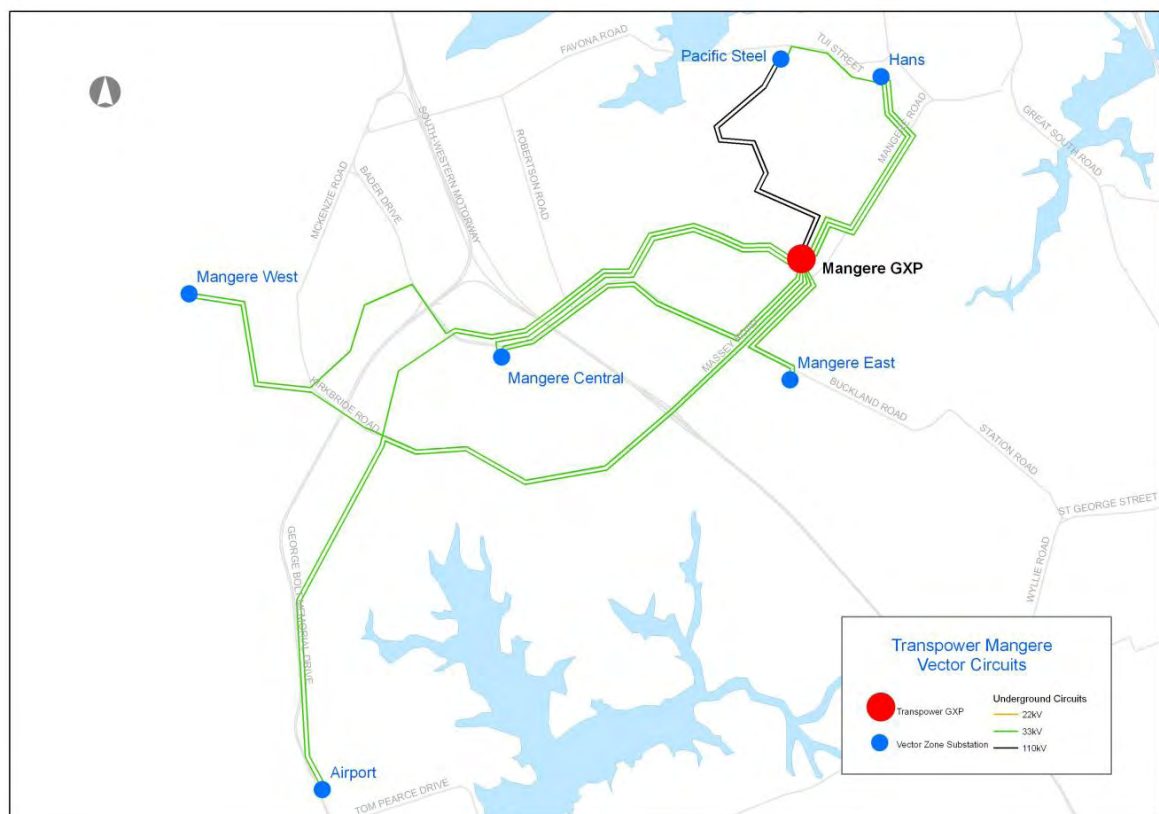 FAVONA ROAD
Pacific Steel
TUI STREET
Hans
MANGERE ROAD
GREAT SOUTH ROAD
SOUTH-WESTERN MOTORWAY
ROBERTSON ROAD
MCKENZIE ROAD
BADER DRIVE
Mangere West
Mangere GXP
MASSEY ROAD
Mangere Central
Mangere East
KIRKBRIDE ROAD
BUCKLAND ROAD
STATION ROAD
ST GEORGE STREET
WYLLIE ROAD
GEORGE BOLT MEMORIAL DRIVE
Airport
TOM PEARCE DRIVE
Transpower Mangere
Vector Circuits
Transpower GXP
Vector Zone Substation
Underground Circuits
22kV
33kV
110kV